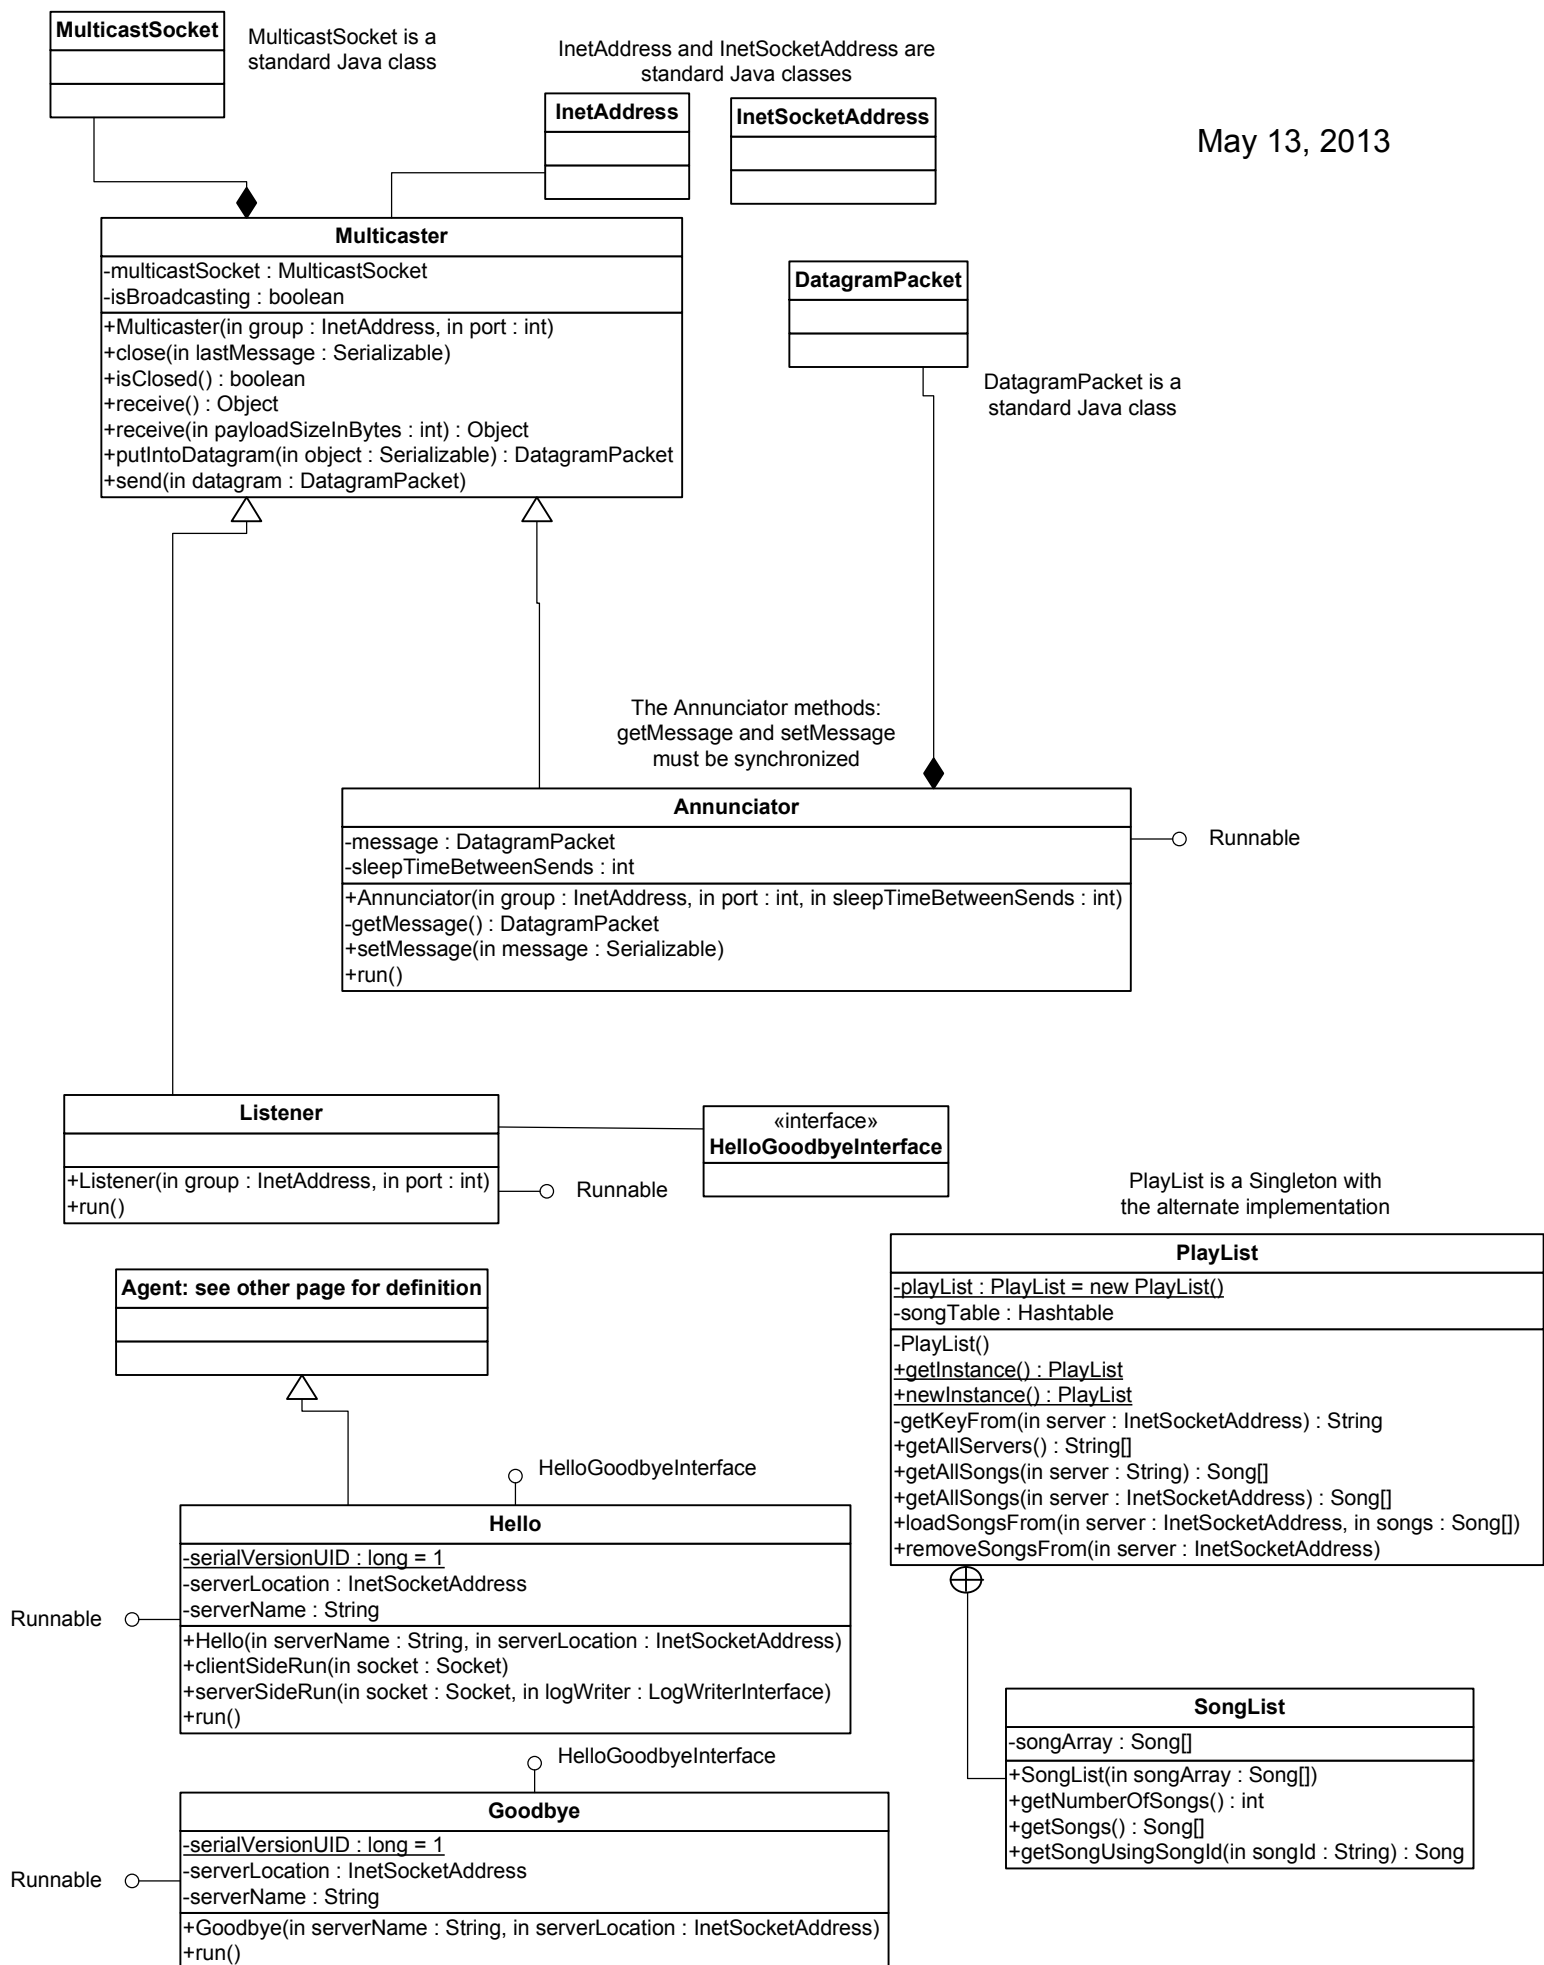 MulticastSocket
MulticastSocket is a
standard Java class
InetAddress and InetSocketAddress are
standard Java classes
InetAddress
InetSocketAddress
May 13, 2013
Multicaster
-multicastSocket : MulticastSocket
-isBroadcasting : boolean
+Multicaster(in group : InetAddress, in port : int)
+close(in lastMessage : Serializable)
+isClosed() : boolean
+receive() : Object
+receive(in payloadSizeInBytes : int) : Object
+putIntoDatagram(in object : Serializable) : DatagramPacket
+send(in datagram : DatagramPacket)
DatagramPacket
DatagramPacket is a
standard Java class
The Annunciator methods:
getMessage and setMessage
must be synchronized
Annunciator
-message : DatagramPacket
-sleepTimeBetweenSends : int
+Annunciator(in group : InetAddress, in port : int, in sleepTimeBetweenSends : int)
-getMessage() : DatagramPacket
+setMessage(in message : Serializable)
+run()
Runnable
Listener
+Listener(in group : InetAddress, in port : int)
+run()
Runnable
«interface»
HelloGoodbyeInterface
PlayList is a Singleton with
the alternate implementation
PlayList
-playList : PlayList = new PlayList()
-songTable : Hashtable
-PlayList()
+getInstance() : PlayList
+newInstance() : PlayList
-getKeyFrom(in server : InetSocketAddress) : String
+getAllServers() : String[]
+getAllSongs(in server : String) : Song[]
+getAllSongs(in server : InetSocketAddress) : Song[]
+loadSongsFrom(in server : InetSocketAddress, in songs : Song[])
+removeSongsFrom(in server : InetSocketAddress)
Agent: see other page for definition
HelloGoodbyeInterface
Hello
-serialVersionUID : long = 1
-serverLocation : InetSocketAddress
-serverName : String
+Hello(in serverName : String, in serverLocation : InetSocketAddress)
+clientSideRun(in socket : Socket)
+serverSideRun(in socket : Socket, in logWriter : LogWriterInterface)
+run()
Runnable
SongList
-songArray : Song[]
+SongList(in songArray : Song[])
+getNumberOfSongs() : int
+getSongs() : Song[]
+getSongUsingSongId(in songId : String) : Song
HelloGoodbyeInterface
Goodbye
-serialVersionUID : long = 1
-serverLocation : InetSocketAddress
-serverName : String
+Goodbye(in serverName : String, in serverLocation : InetSocketAddress)
+run()
Runnable